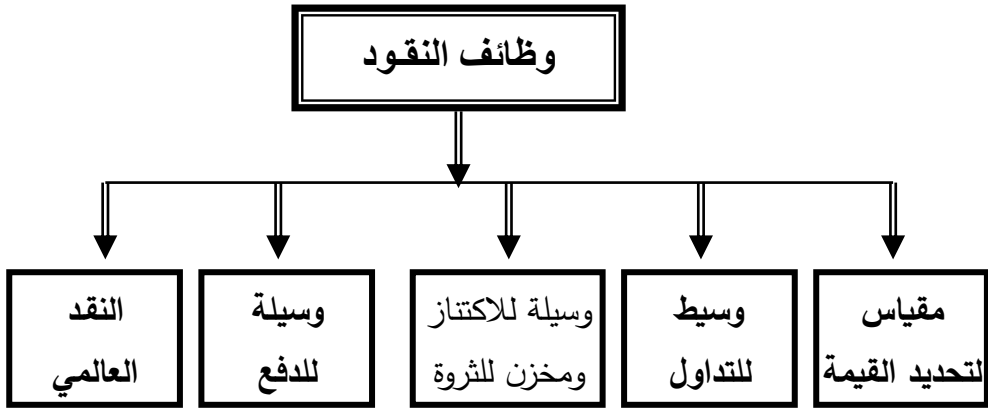 وظائف النقود
مقياس
لتحديد القيمة
وسيط
للتداول
وسيلة للاكتناز
ومخزن للثروة
وسيلة
للدفع
النقد
العالمي